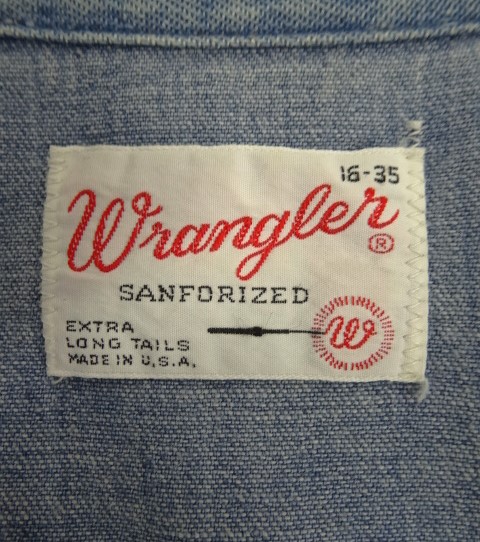 16-35
Wrangler ®
SANFORIZED
EXTRA
LONG TAILS
MADE IN U.S.A.
W